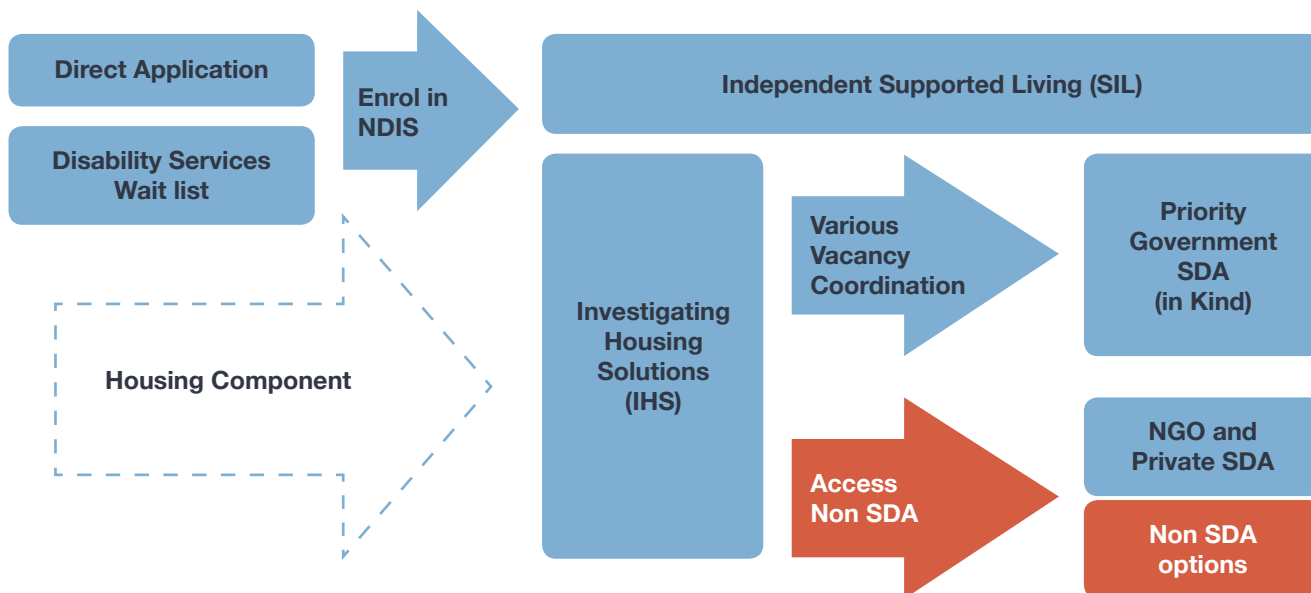 Direct Application
Disability Services
Wait list
Enrol in
NDIS
Independent Supported Living (SIL)
Housing Component
Investigating
Housing
Solutions
(IHS)
Various
Vacancy
Coordination
Priority
Government
SDA
(in Kind)
Access
Non SDA
NGO and
Private SDA
Non SDA
options